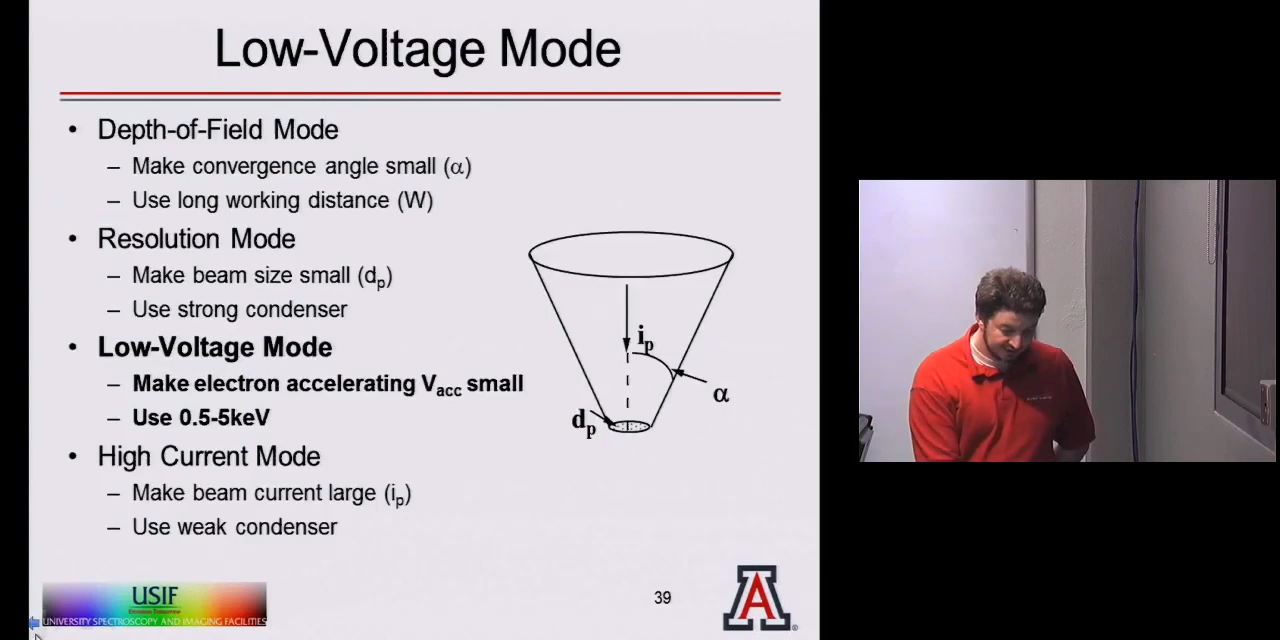 Low-Voltage Mode
• Depth-of-Field Mode
– Make convergence angle small (α)
– Use long working distance (W)
• Resolution Mode
– Make beam size small (dp)
– Use strong condenser
• Low-Voltage Mode
– Make electron accelerating Vacc small
– Use 0.5-5keV
• High Current Mode
– Make beam current large (ip)
– Use weak condenser
ip
α
dp
USIF
UNIVERSITY SPECTROSCOPY AND IMAGING FACILITIES
39
A